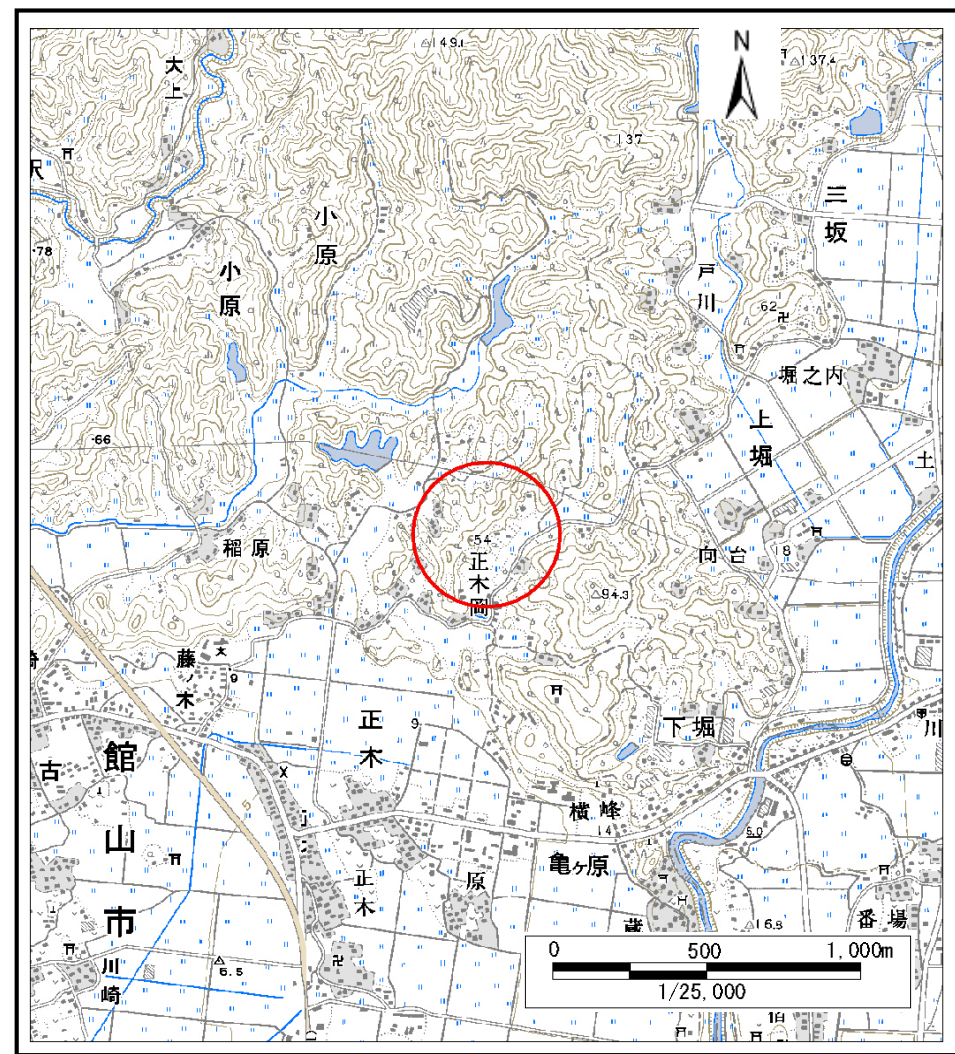 149.1
N
137.4
大上
137
沢
三坂
小原
小原
戸川
・78
62
堀之内
・66
上堀
土
稲原
54
正木岡
向台
8
94.3
藤ノ木
9
正木
9
下堀
川
館山市
古
横峰
14
5
5.0
亀ヶ原
正木
原
番場
16.8
6.5
川崎
0 500 1,000m
1/25,000